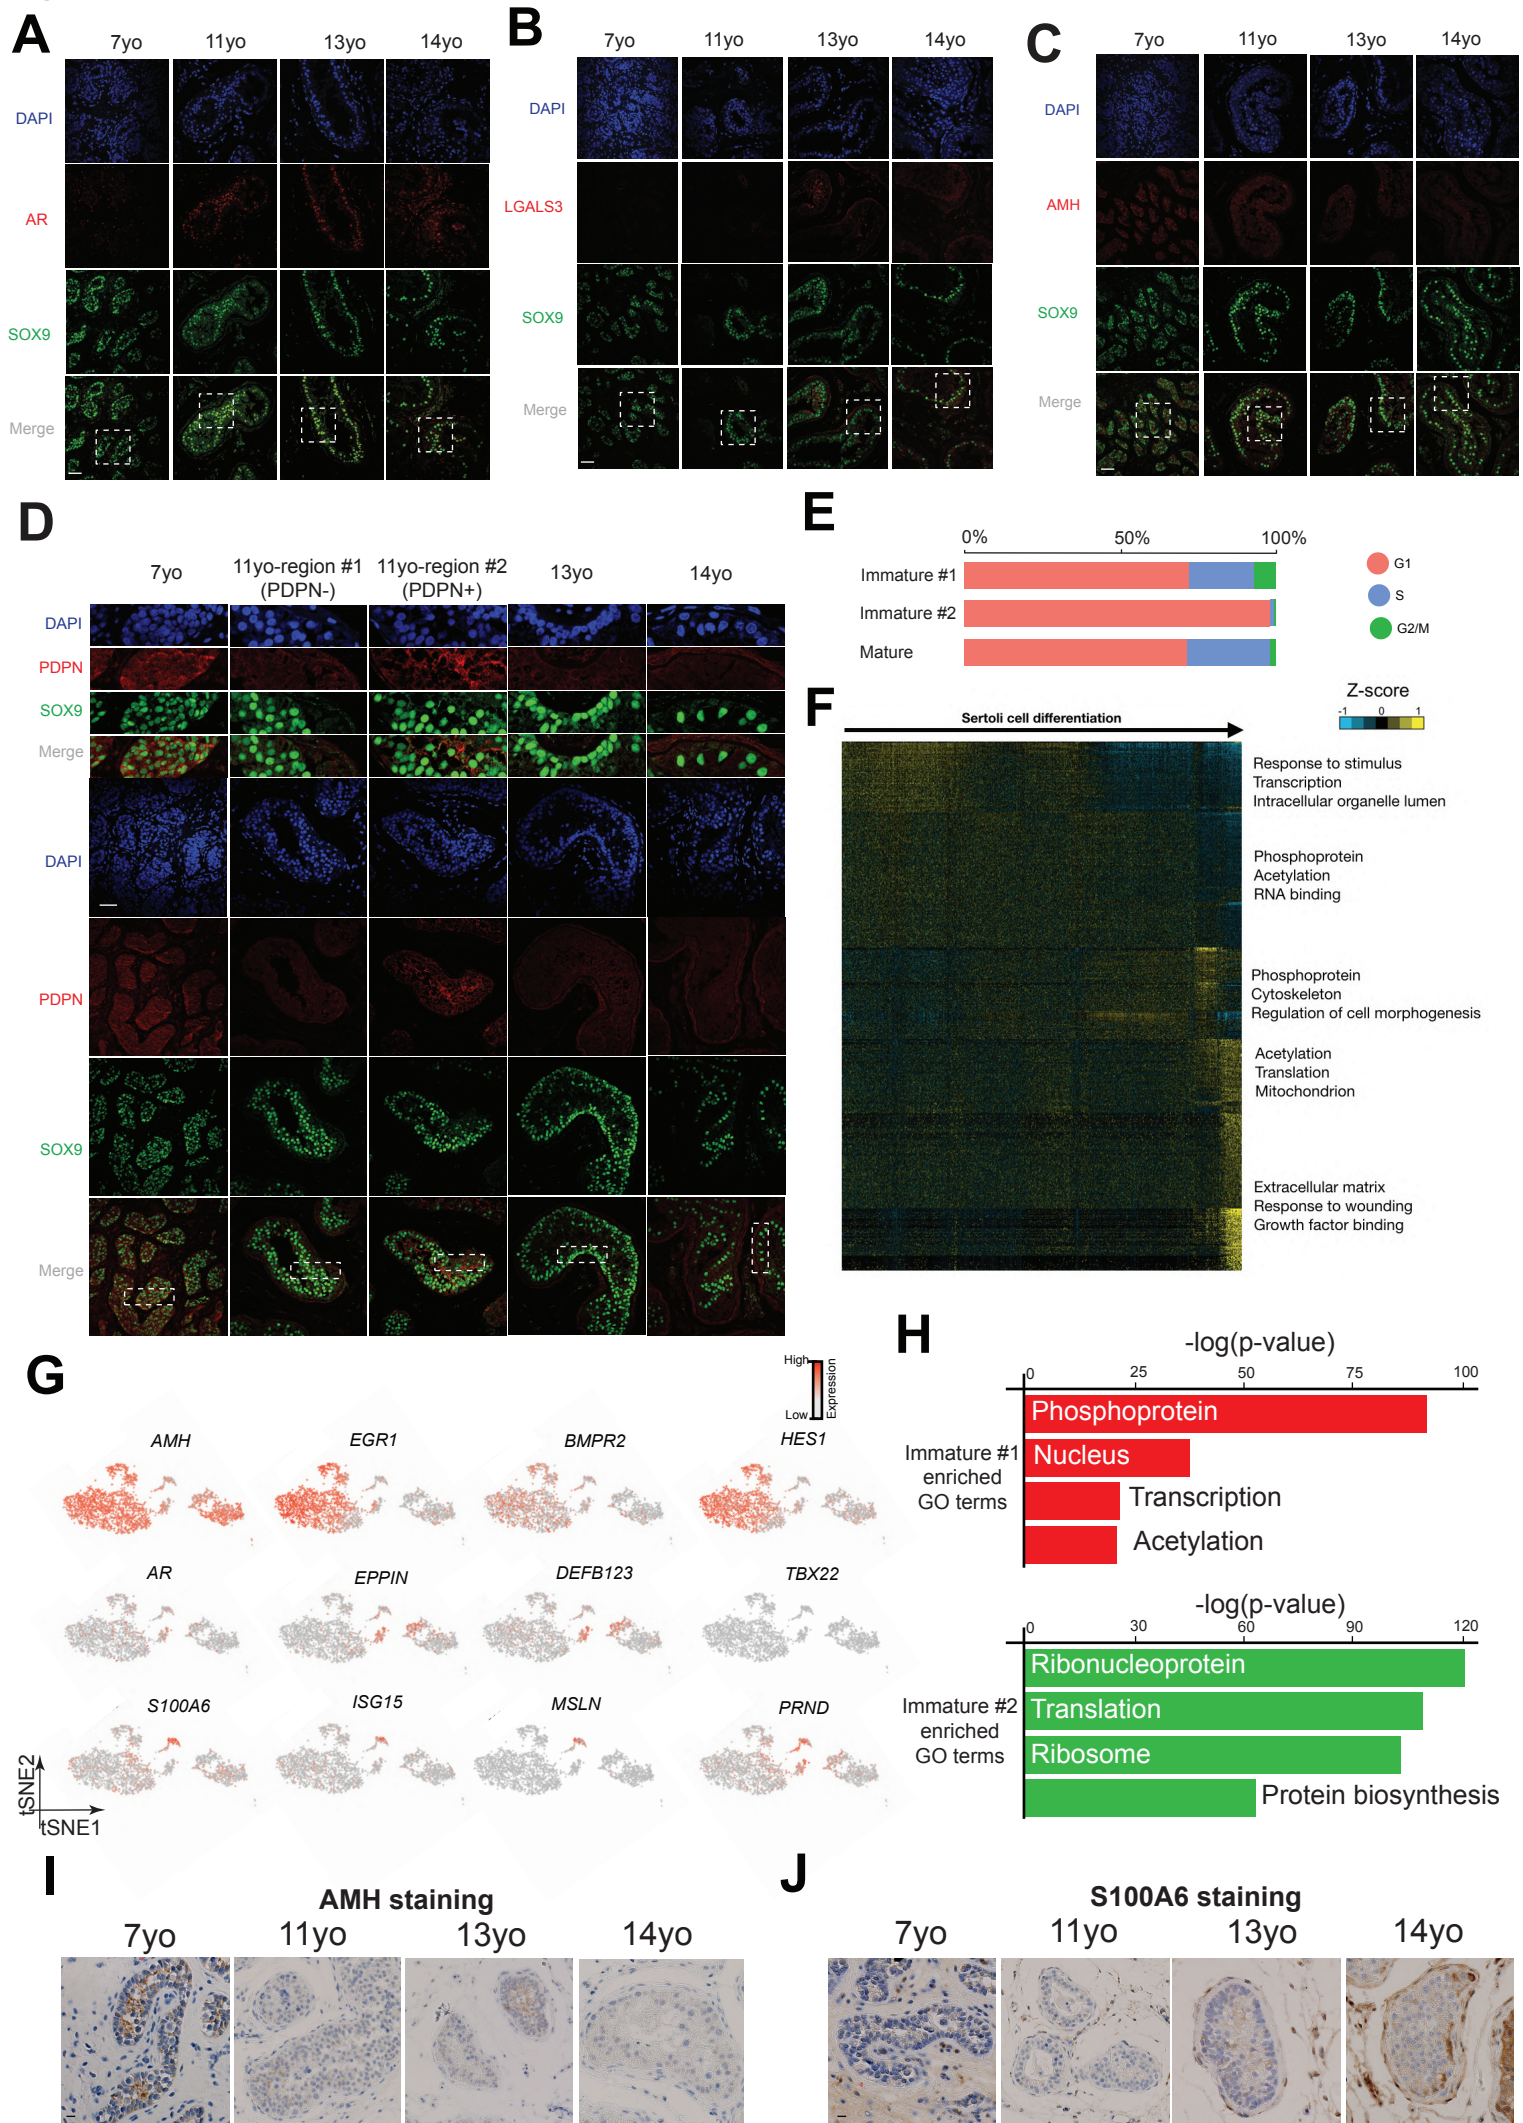 A
7yo
11yo
13yo
14yo
DAPI
AR
SOX9
Merge
B
7yo
11yo
13yo
14yo
DAPI
LGALS3
SOX9
Merge
C
7yo
11yo
13yo
14yo
DAPI
AMH
SOX9
Merge
D
7yo
11yo-region #1
(PDPN-)
11yo-region #2
(PDPN+)
13yo
14yo
DAPI
PDPN
SOX9
Merge
DAPI
PDPN
SOX9
Merge
E
0%
50%
100%
Immature #1
Immature #2
Mature
G1
S
G2/M
F
Sertoli cell differentiation
Z-score
-1
0
1
Response to stimulus
Transcription
Intracellular organelle lumen
Phosphoprotein
Acetylation
RNA binding
Phosphoprotein
Cytoskeleton
Regulation of cell morphogenesis
Acetylation
Translation
Mitochondrion
Extracellular matrix
Response to wounding
Growth factor binding
G
High
Low
Expression
AMH
EGR1
BMPR2
HES1
AR
EPPIN
DEFB123
TBX22
S100A6
ISG15
MSLN
PRND
tSNE2
tSNE1
H
-log(p-value)
0
25
50
75
100
Phosphoprotein
Nucleus
Transcription
Acetylation
Immature #1
enriched
GO terms
-log(p-value)
0
30
60
90
120
Ribonucleoprotein
Translation
Ribosome
Protein biosynthesis
Immature #2
enriched
GO terms
I
AMH staining
7yo
11yo
13yo
14yo
J
S100A6 staining
7yo
11yo
13yo
14yo